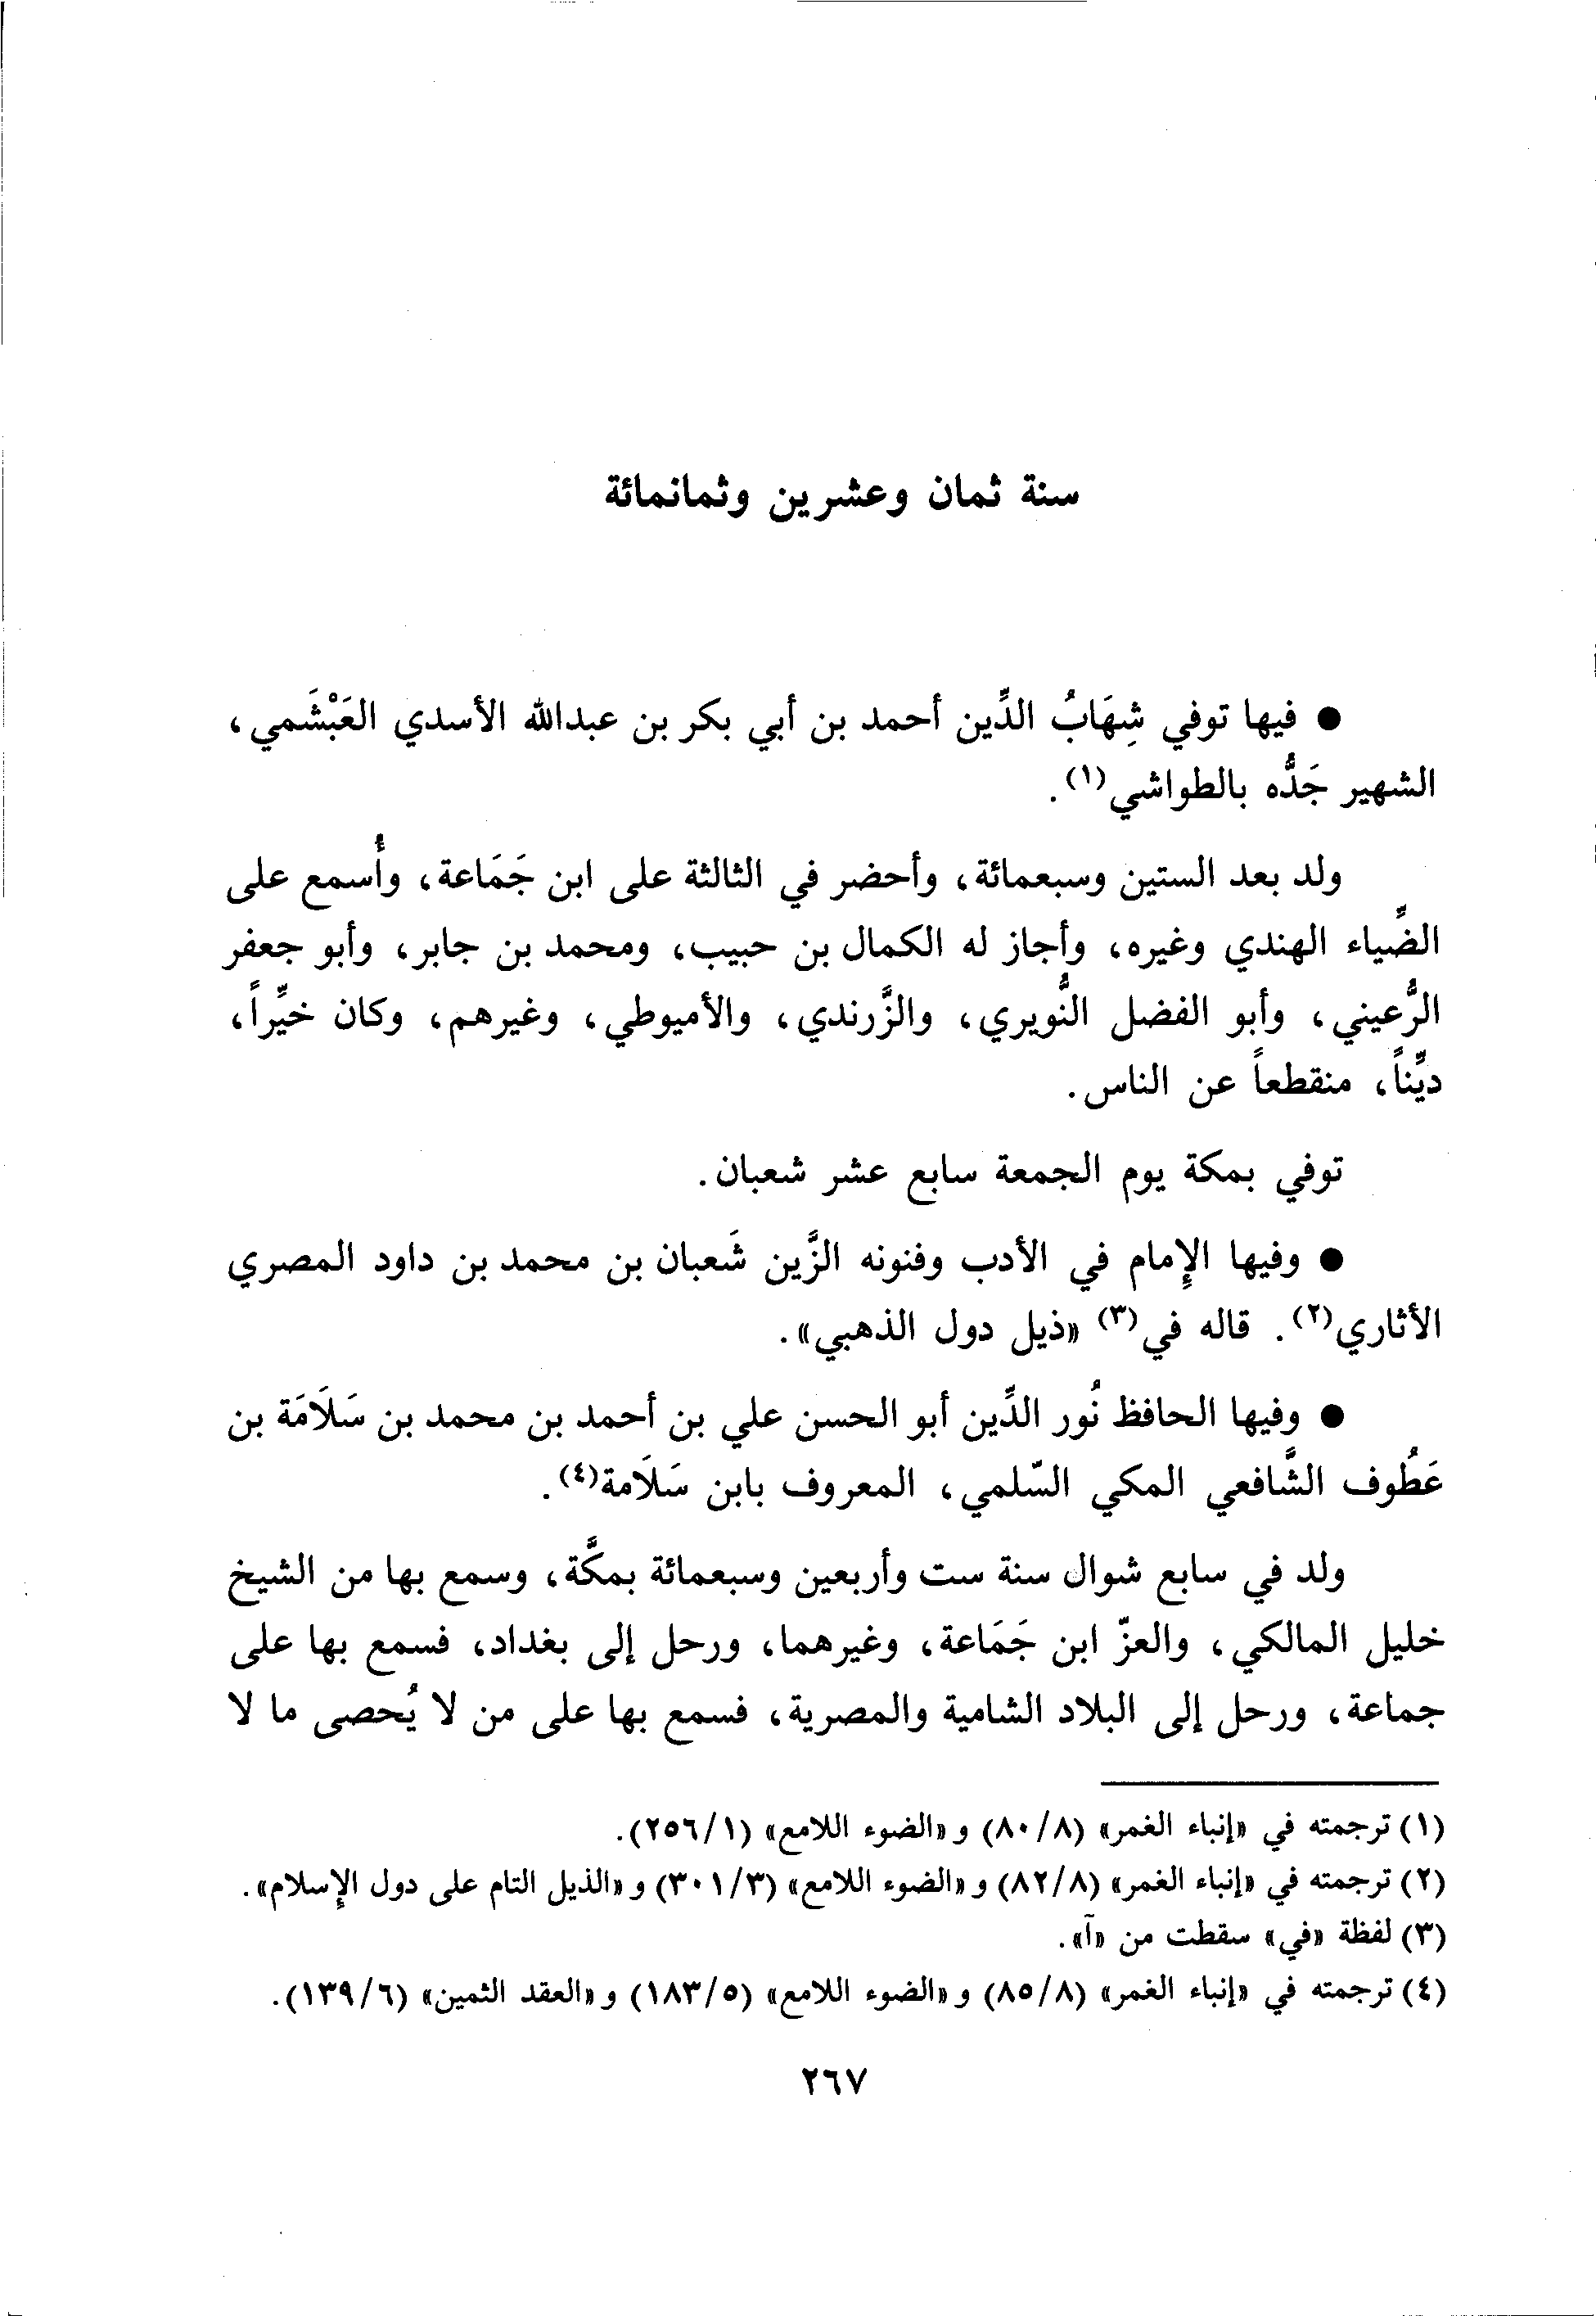 سنة ثمان وعشرين وثمانمائة
● فيها توفي شِهَابُ الدِّين أحمد بن أبي بكر بن عبدالله الأسدي العَبْشَمي،
الشهير جَدُّه بالطواشي(١).
ولد بعد الستين وسبعمائة، وأحضر في الثالثة على ابن جَمَاعة، وأُسمع على
الضِّياء الهندي وغيره، وأجاز له الكمال بن حبيب، ومحمد بن جابر، وأبو جعفر
الرُّعيني، وأبو الفضل النُّويري، والزَّرندي، والأميوطي، وغيرهم، وكان خيِّراً،
ديِّناً، منقطعاً عن الناس.
توفي بمكة يوم الجمعة سابع عشر شعبان.
● وفيها الإِمام في الأدب وفنونه الزَّين شَعبان بن محمد بن داود المصري
الأثاري(٢). قاله في(٣) «ذيل دول الذهبي».
● وفيها الحافظ نُور الدِّين أبو الحسن علي بن أحمد بن محمد بن سَلَامَة بن
عَطُوف الشَّافعي المكي السّلمي، المعروف بابن سَلَامة(٤).
ولد في سابع شوال سنة ست وأربعين وسبعمائة بمكَّة، وسمع بها من الشيخ
خليل المالكي، والعزّ ابن جَمَاعة، وغيرهما، ورحل إلى بغداد، فسمع بها على
جماعة، ورحل إلى البلاد الشامية والمصرية، فسمع بها على من لا يُحصى ما لا
(١) ترجمته في «إنباء الغمر» (٨/ ٨٠) و«الضوء اللامع» (١/ ٢٥٦).
(٢) ترجمته في «إنباء الغمر» (٨/ ٨٢) و«الضوء اللامع» (٣/ ٣٠١) و«الذيل التام على دول الإِسلام».
(٣) لفظة «في» سقطت من «آ».
(٤) ترجمته في «إنباء الغمر» (٨/ ٨٥) و«الضوء اللامع» (٥/ ١٨٣) و«العقد الثمين» (٦/ ١٣٩).
٢٦٧